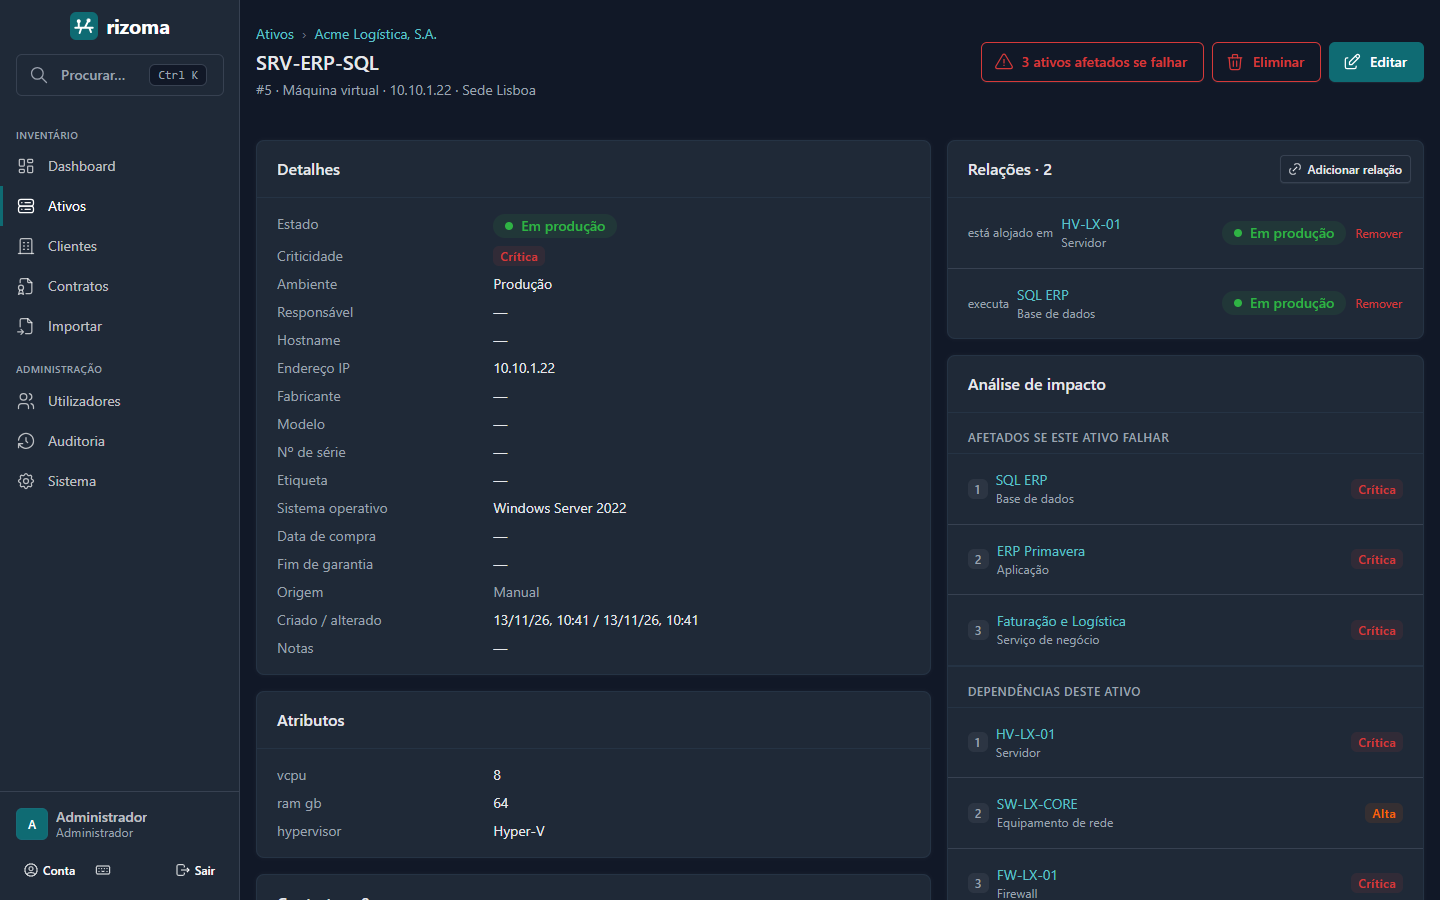 rizoma
Procurar... Ctrl K
INVENTÁRIO
Dashboard
Ativos
Clientes
Contratos
Importar
ADMINISTRAÇÃO
Utilizadores
Auditoria
Sistema
A
Administrador
Administrador
Conta
Sair
Ativos › Acme Logística, S.A.
SRV-ERP-SQL
#5 · Máquina virtual · 10.10.1.22 · Sede Lisboa
3 ativos afetados se falhar
Eliminar
Editar
Detalhes
Estado Em produção
Criticidade Crítica
Ambiente Produção
Responsável —
Hostname —
Endereço IP 10.10.1.22
Fabricante —
Modelo —
Nº de série —
Etiqueta —
Sistema operativo Windows Server 2022
Data de compra —
Fim de garantia —
Origem Manual
Criado / alterado 13/11/26, 10:41 / 13/11/26, 10:41
Notas —
Atributos
vcpu 8
ram gb 64
hypervisor Hyper-V
Relações · 2
Adicionar relação
está alojado em HV-LX-01 Em produção Remover
Servidor
executa SQL ERP Em produção Remover
Base de dados
Análise de impacto
AFETADOS SE ESTE ATIVO FALHAR
1 SQL ERP Crítica
Base de dados
2 ERP Primavera Crítica
Aplicação
3 Faturação e Logística Crítica
Serviço de negócio
DEPENDÊNCIAS DESTE ATIVO
1 HV-LX-01 Crítica
Servidor
2 SW-LX-CORE Alta
Equipamento de rede
3 FW-LX-01 Crítica
Firewall